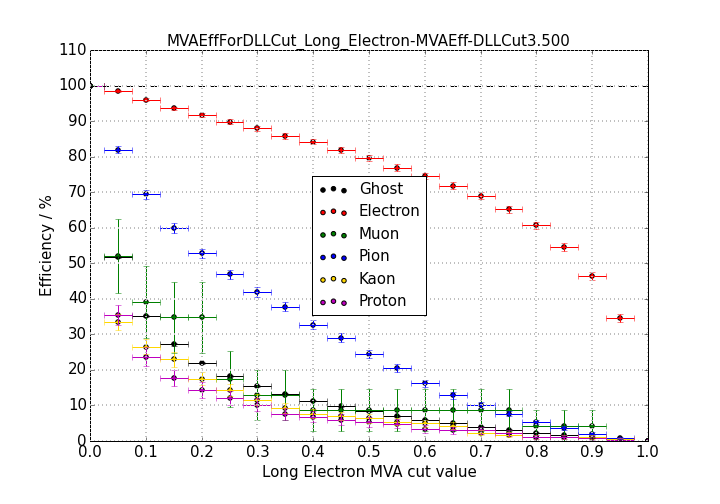 MVAEffForDLLCut_Long_Electron-MVAEff-DLLCut3.500
110
100
90
80
70
60
50
40
30
20
10
0
Efficiency / %
Ghost
Electron
Muon
Pion
Kaon
Proton
0.0 0.1 0.2 0.3 0.4 0.5 0.6 0.7 0.8 0.9 1.0
Long Electron MVA cut value